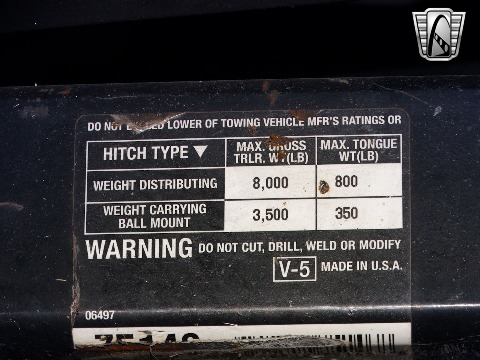 DO NOT EXCEED LOWER OF TOWING VEHICLE MFR'S RATINGS OR
HITCH TYPE ▼ MAX. GROSS TRLR. WT(LB) MAX. TONGUE WT(LB)
WEIGHT DISTRIBUTING 8,000 800
WEIGHT CARRYING BALL MOUNT 3,500 350
WARNING DO NOT CUT, DRILL, WELD OR MODIFY
V-5 MADE IN U.S.A.
06497